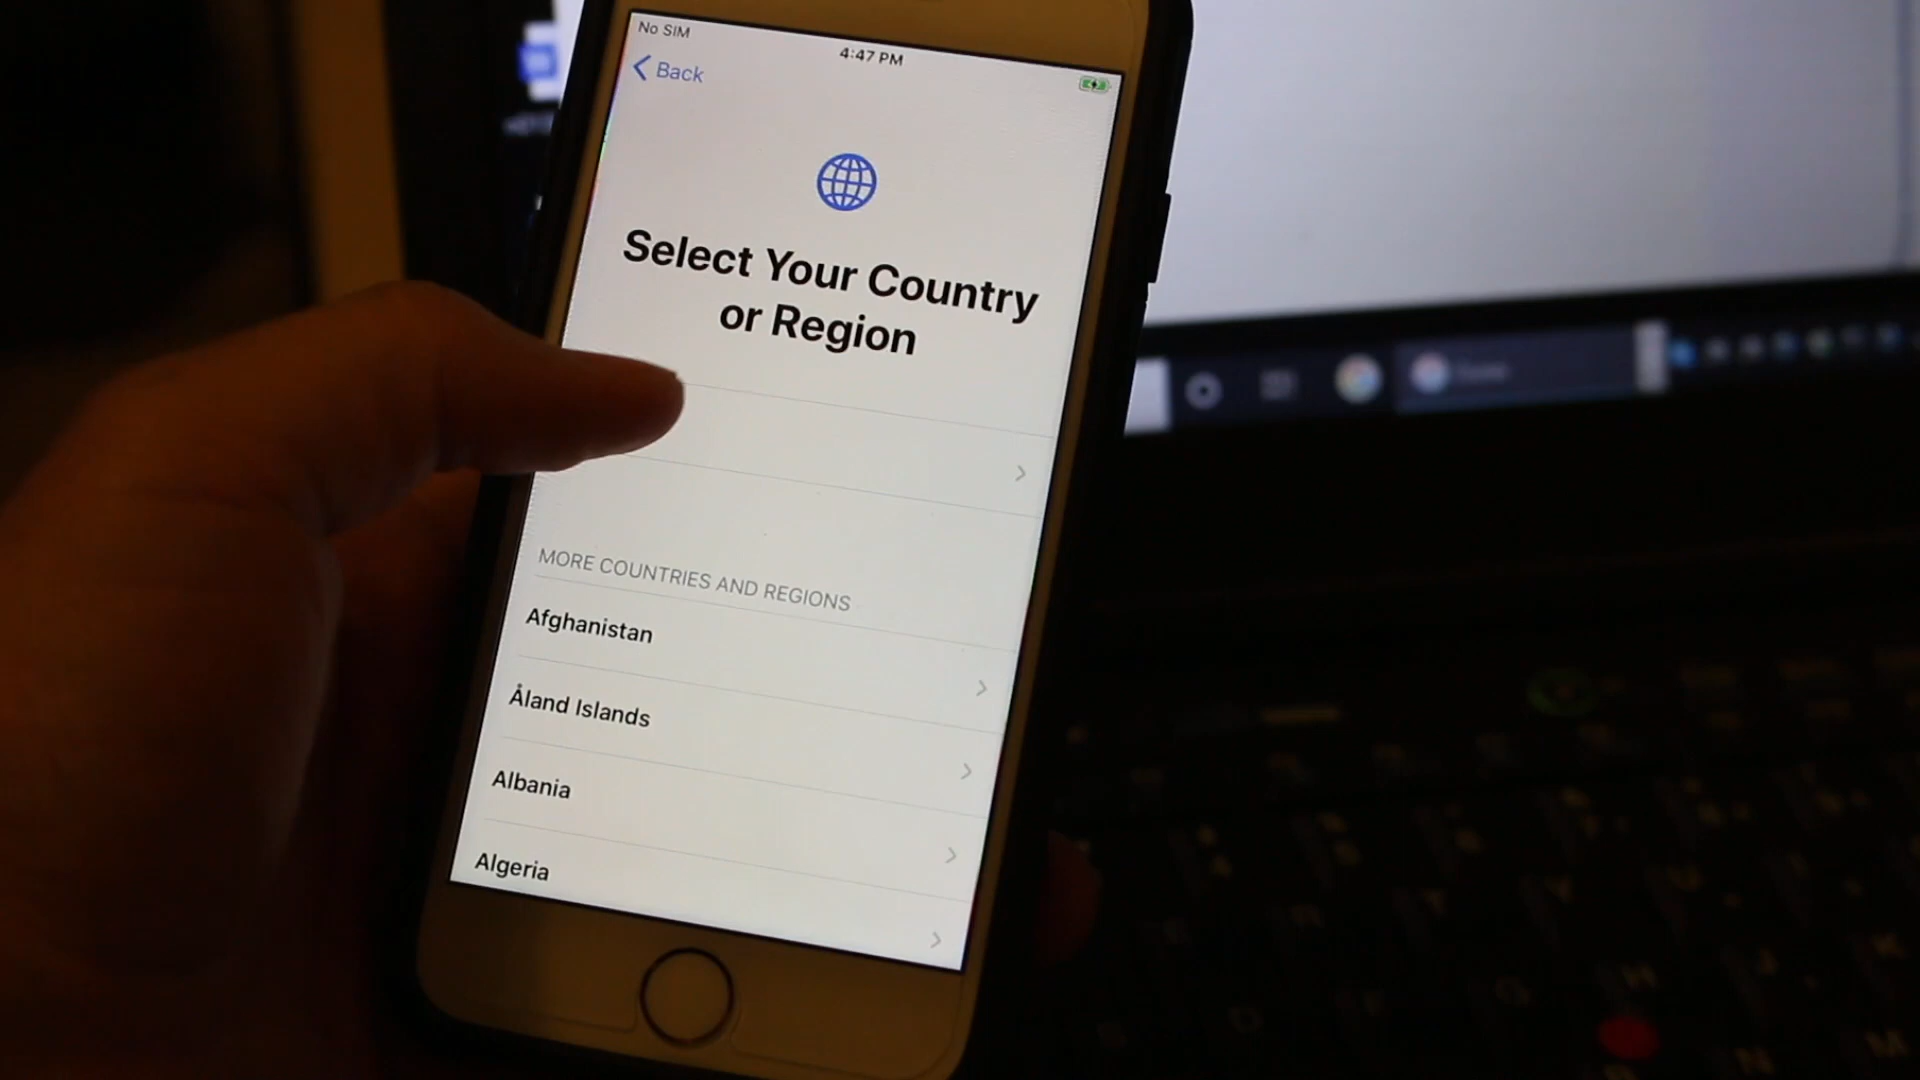 No SIM
4:47 PM
Back
Select Your Country
or Region
MORE COUNTRIES AND REGIONS
Afghanistan
Åland Islands
Albania
Algeria